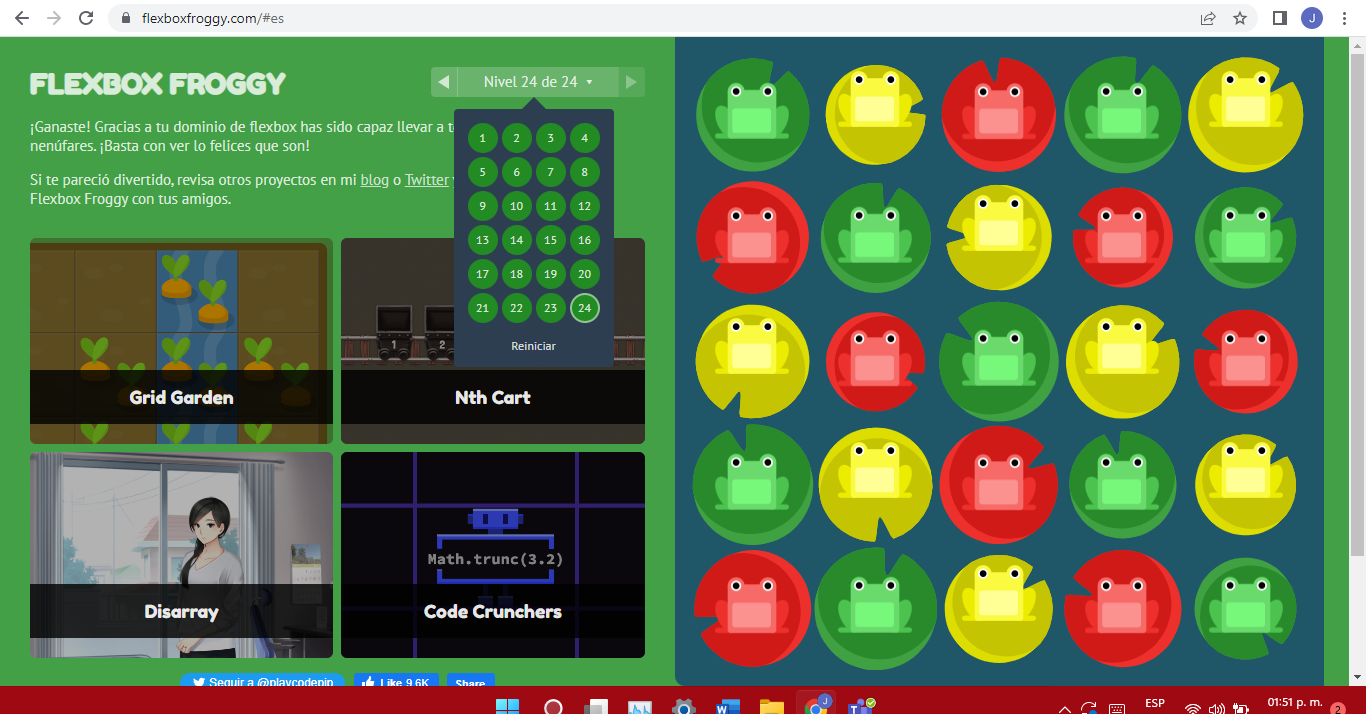 flexboxfroggy.com/#es
J
FLEXBOX FROGGY
Nivel 24 de 24
¡Ganaste! Gracias a tu dominio de flexbox has sido capaz llevar a t
nenúfares. ¡Basta con ver lo felices que son!
Si te pareció divertido, revisa otros proyectos en mi blog o Twitter y
Flexbox Froggy con tus amigos.
1 2 3 4
5 6 7 8
9 10 11 12
13 14 15 16
17 18 19 20
21 22 23 24
Reiniciar
1 2
Grid Garden
Nth Cart
Math.trunc(3.2)
Disarray
Code Crunchers
Seguir a @playcodepip
Like 9.6K
Share
W
J
T
ESP
01:51 p. m.
2